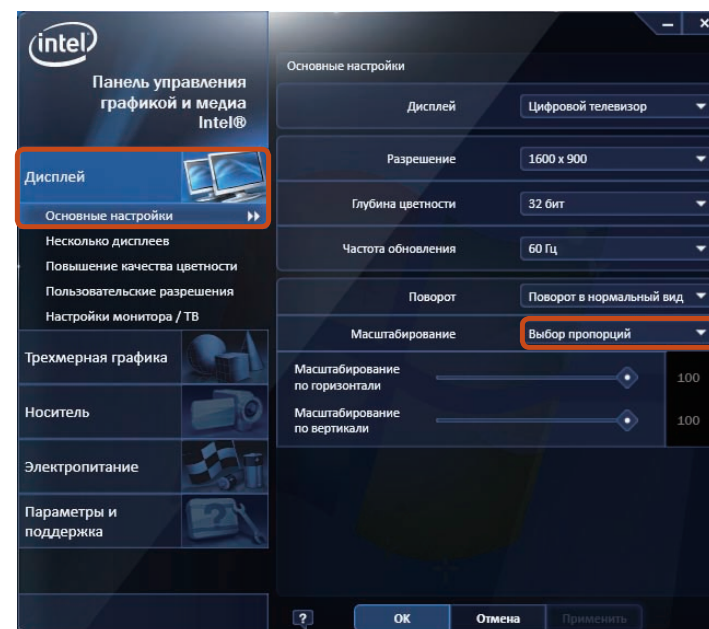 intel
Панель управления
графикой и медиа
Intel®
Дисплей
Основные настройки
Несколько дисплеев
Повышение качества цветности
Пользовательские разрешения
Настройки монитора / ТВ
Трехмерная графика
Носитель
Электропитание
Параметры и
поддержка
Основные настройки
Дисплей Цифровой телевизор
Разрешение 1600 x 900
Глубина цветности 32 бит
Частота обновления 60 Гц
Поворот Поворот в нормальный вид
Масштабирование Выбор пропорций
Масштабирование
по горизонтали
100
Масштабирование
по вертикали
100
? ОК Отмена Применить